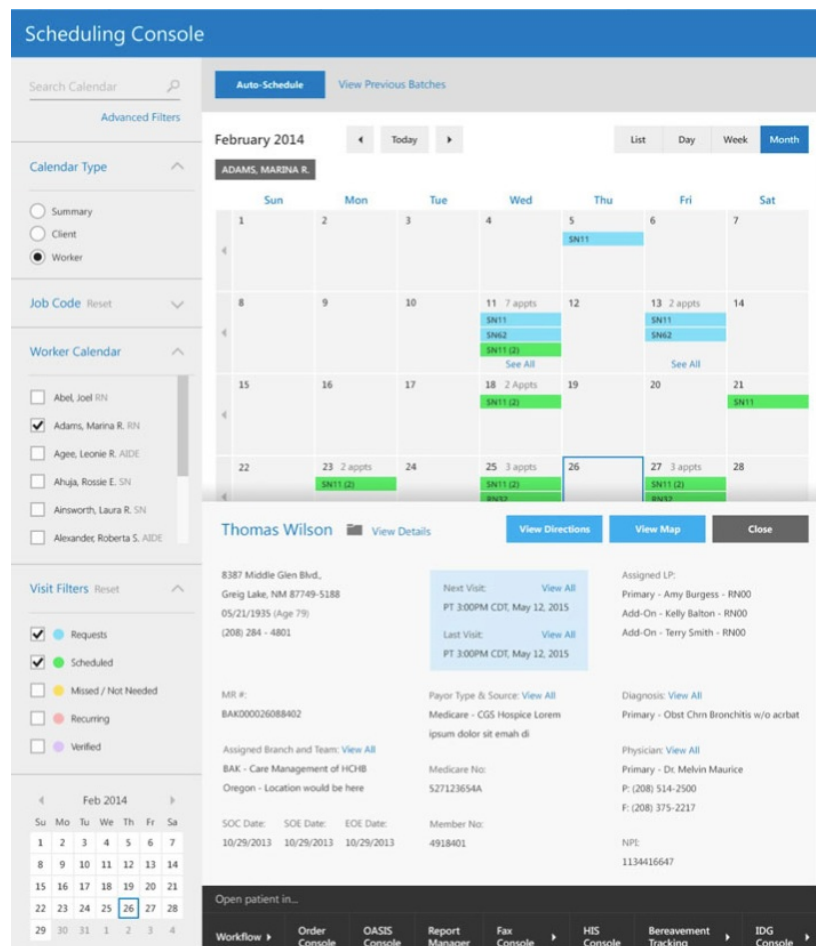 Scheduling Console
Search Calendar
Advanced Filters
Calendar Type
Summary
Client
Worker
Job Code Reset
Worker Calendar
Abel, Joel RN
Adams, Marina R. RN
Agee, Leonie R. AIDE
Ahuja, Rossie E. SN
Ainsworth, Laura R. SN
Alexander, Roberta S. AIDE
Visit Filters Reset
Requests
Scheduled
Missed / Not Needed
Recurring
Verified
Feb 2014
Su Mo Tu We Th Fr Sa
1 2 3 4 5 6 7
8 9 10 11 12 13 14
15 16 17 18 19 20 21
22 23 24 25 26 27 28
29 30 31 1 2 3 4
Auto-Schedule View Previous Batches
February 2014 Today List Day Week Month
ADAMS, MARINA R.
Sun Mon Tue Wed Thu Fri Sat
1 2 3 4 5 6 7
SN11
8 9 10 11 7 appts 12 13 2 appts 14
SN11 SN11
SN62 SN62
SN11 (2)
See All See All
15 16 17 18 2 Appts 19 20 21
SN11 (2) SN11
22 23 2 appts 24 25 3 appts 26 27 3 appts 28
SN11 (2) SN11 (2) SN11 (2)
RN32 RN32
Thomas Wilson View Details View Directions View Map Close
8387 Middle Glen Blvd.,
Greig Lake, NM 87749-5188
05/21/1935 (Age 79)
(208) 284 - 4801
Next Visit: View All
PT 3:00PM CDT, May 12, 2015
Last Visit: View All
PT 3:00PM CDT, May 12, 2015
Assigned LP:
Primary - Amy Burgess - RN00
Add-On - Kelly Balton - RN00
Add-On - Terry Smith - RN00
MR #:
BAK000026088402
Assigned Branch and Team: View All
BAK - Care Management of HCHB
Oregon - Location would be here
SOC Date: SOE Date: EOE Date:
10/29/2013 10/29/2013 10/29/2013
Payor Type & Source: View All
Medicare - CGS Hospice Lorem
ipsum dolor sit emah di
Medicare No:
527123654A
Member No:
4918401
Diagnosis: View All
Primary - Obst Chrn Bronchitis w/o acrbat
Physician: View All
Primary - Dr. Melvin Maurice
P: (208) 514-2500
F: (208) 375-2217
NPI:
1134416647
Open patient in...
Workflow Order Console OASIS Console Report Manager Fax Console HIS Console Bereavement Tracking IDG Console